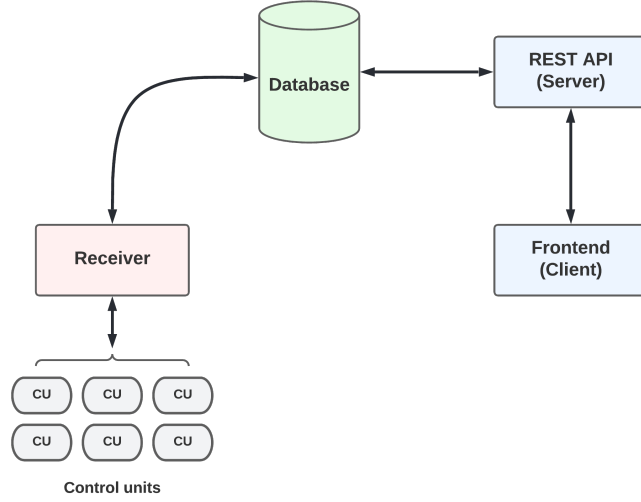 Database
REST API
(Server)
Receiver
Frontend
(Client)
CU CU CU
CU CU CU
Control units